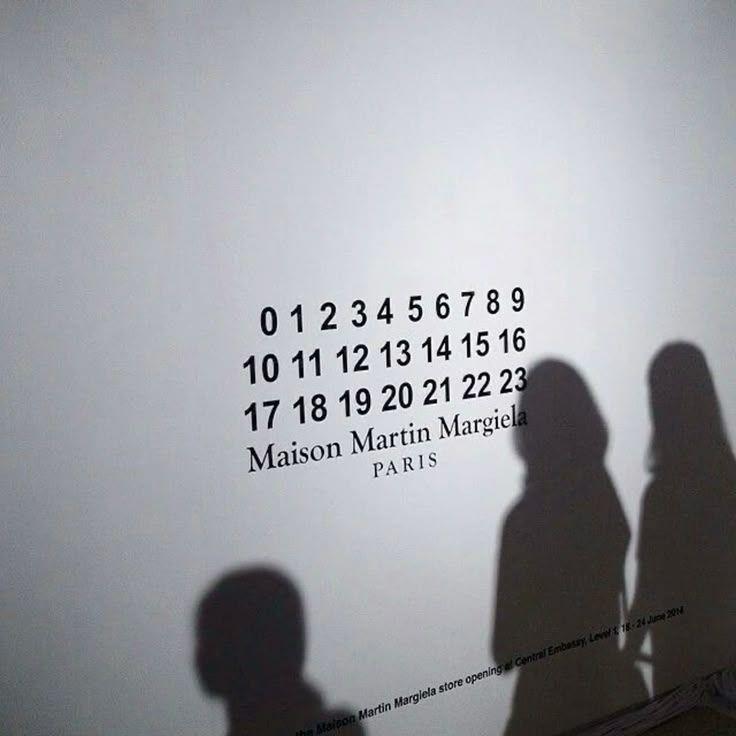 0 1 2 3 4 5 6 7 8 9
10 11 12 13 14 15 16
17 18 19 20 21 22 23
Maison Martin Margiela
PARIS
the Maison Martin Margiela store opening at Central Embassy, Level 1, 18 - 24 June 2014